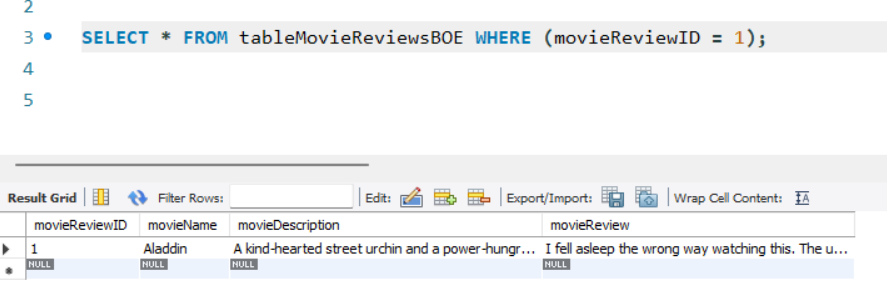 2
3 SELECT * FROM tableMovieReviewsBOE WHERE (movieReviewID = 1);
4
5
Result Grid Filter Rows: Edit: Export/Import: Wrap Cell Content: IA
movieReviewID movieName movieDescription movieReview
1 Aladdin A kind-hearted street urchin and a power-hungr... I fell asleep the wrong way watching this. The u...
NULL NULL NULL NULL